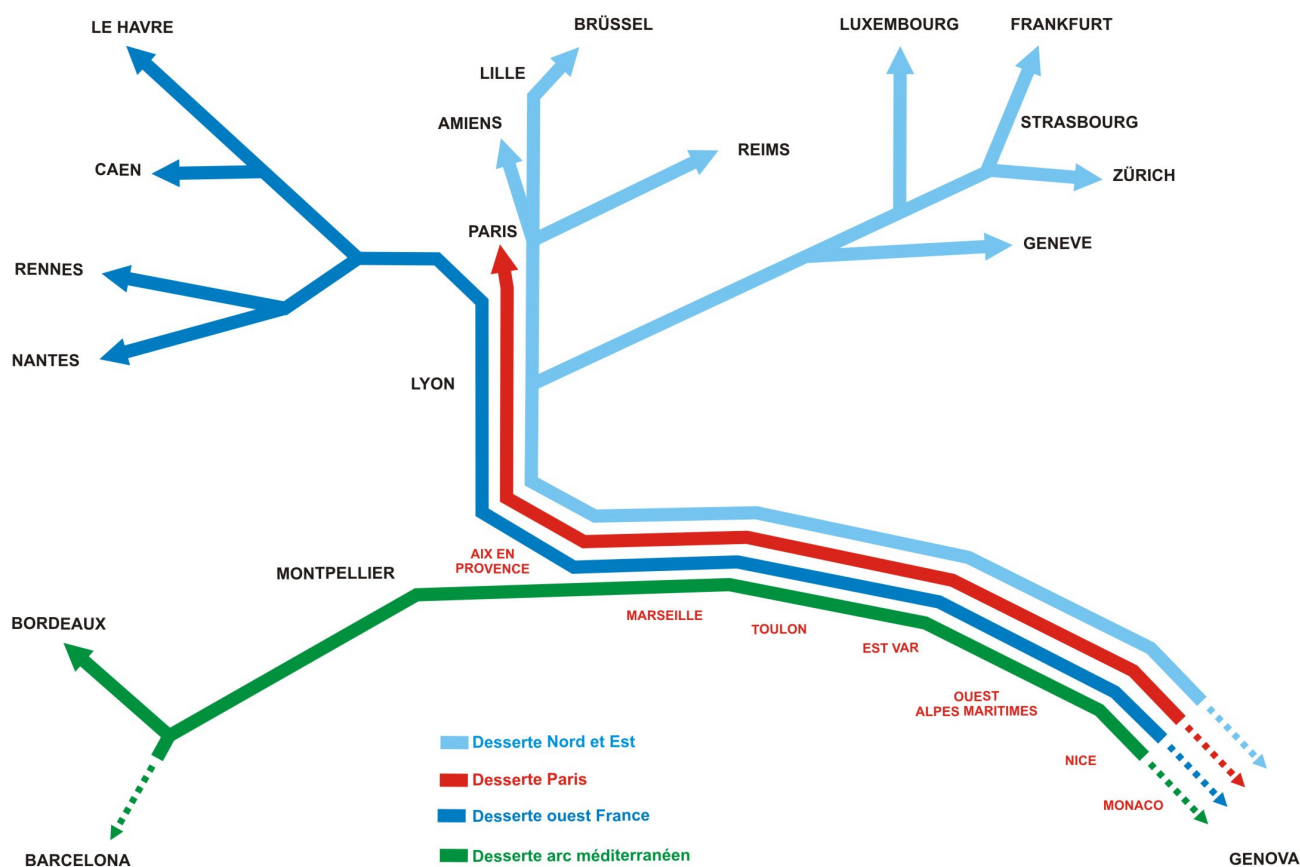 LE HAVRE
BRÜSSEL
LUXEMBOURG
FRANKFURT
LILLE
AMIENS
STRASBOURG
REIMS
CAEN
ZÜRICH
PARIS
GENEVE
RENNES
NANTES
LYON
AIX EN
PROVENCE
MONTPELLIER
MARSEILLE
BORDEAUX
TOULON
EST VAR
OUEST
ALPES MARITIMES
Desserte Nord et Est
NICE
Desserte Paris
MONACO
Desserte ouest France
Desserte arc méditerranéen
BARCELONA
GENOVA